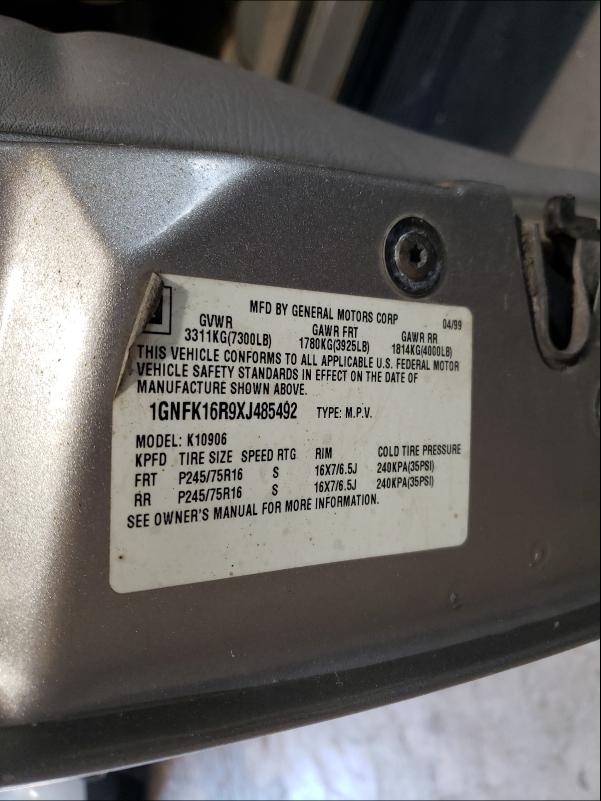 MFD BY GENERAL MOTORS CORP 04/99
GVWR GAWR FRT GAWR RR
3311KG(7300LB) 1780KG(3925LB) 1814KG(4000LB)
THIS VEHICLE CONFORMS TO ALL APPLICABLE U.S. FEDERAL MOTOR
VEHICLE SAFETY STANDARDS IN EFFECT ON THE DATE OF
MANUFACTURE SHOWN ABOVE.
1GNFK16R9XJ485492 TYPE: M.P.V.
MODEL: K10906
KPFD TIRE SIZE SPEED RTG RIM COLD TIRE PRESSURE
FRT P245/75R16 S 16X7/6.5J 240KPA(35PSI)
RR P245/75R16 S 16X7/6.5J 240KPA(35PSI)
SEE OWNER'S MANUAL FOR MORE INFORMATION.